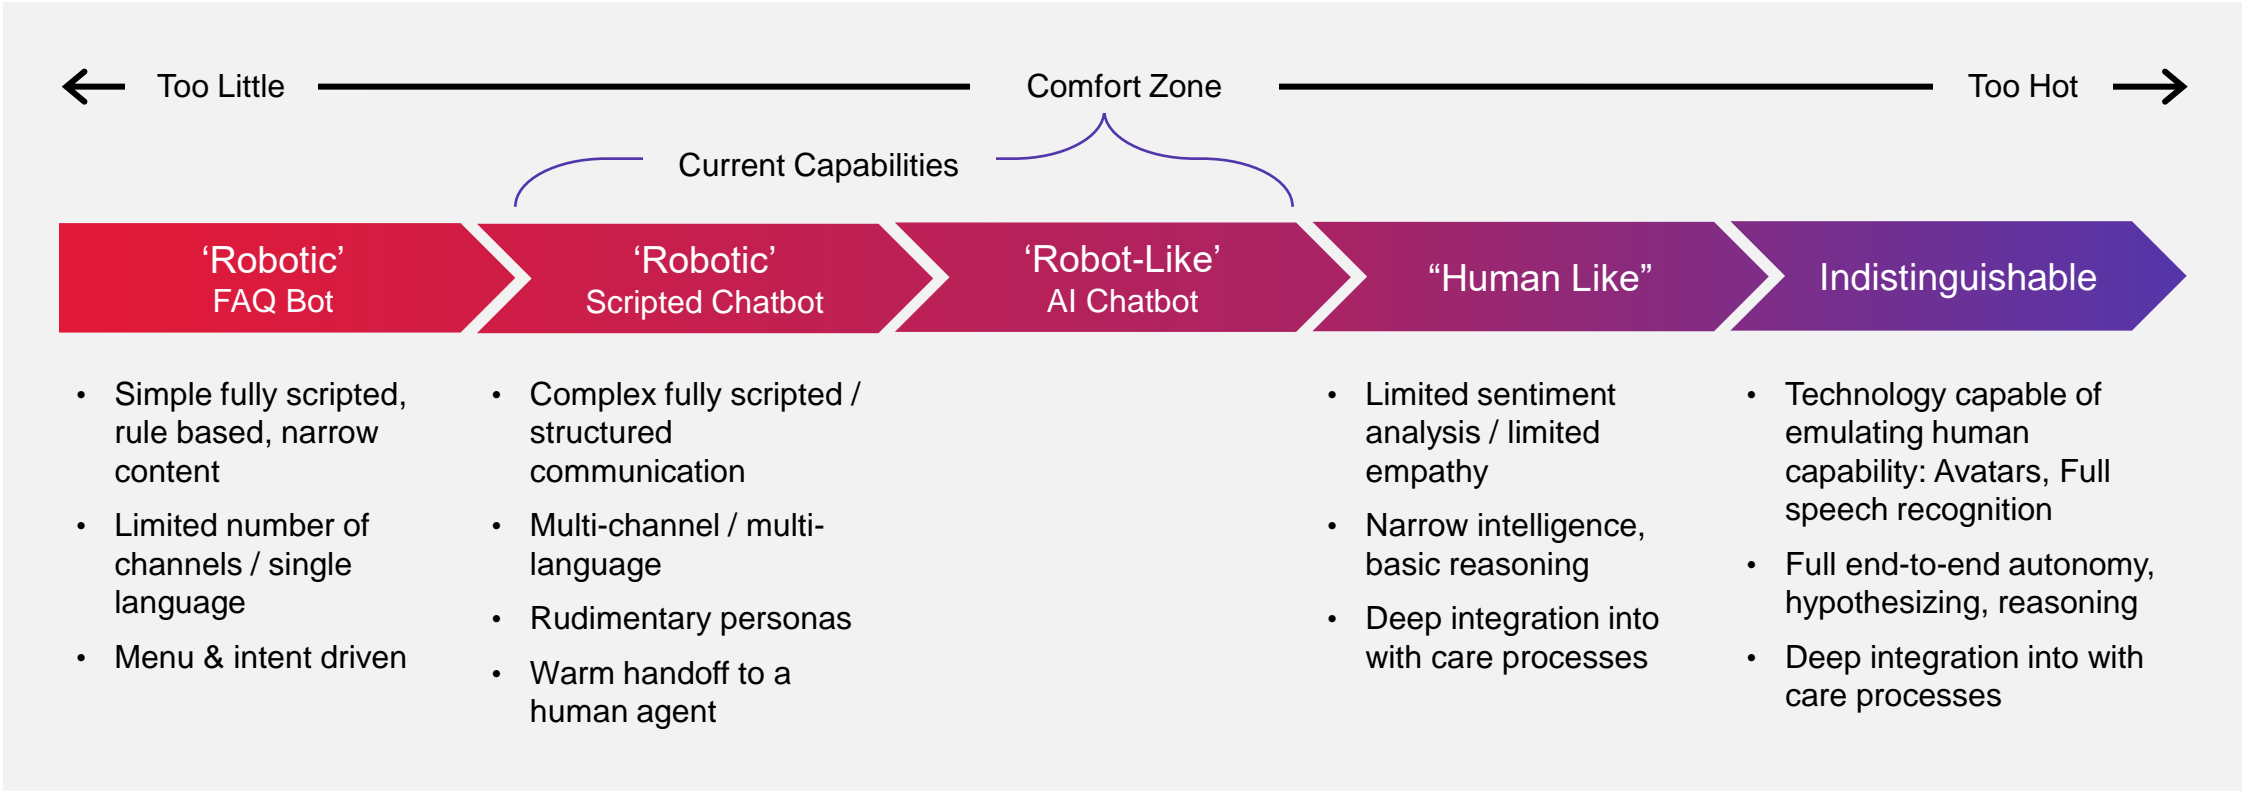 Too Little
Comfort Zone
Too Hot
Current Capabilities
‘Robotic’
FAQ Bot
‘Robotic’
Scripted Chatbot
‘Robot-Like’
AI Chatbot
“Human Like”
Indistinguishable
• Simple fully scripted,
rule based, narrow
content
• Limited number of
channels / single
language
• Menu & intent driven
• Complex fully scripted /
structured
communication
• Multi-channel / multi-
language
• Rudimentary personas
• Warm handoff to a
human agent
• Limited sentiment
analysis / limited
empathy
• Narrow intelligence,
basic reasoning
• Deep integration into
with care processes
• Technology capable of
emulating human
capability: Avatars, Full
speech recognition
• Full end-to-end autonomy,
hypothesizing, reasoning
• Deep integration into with
care processes